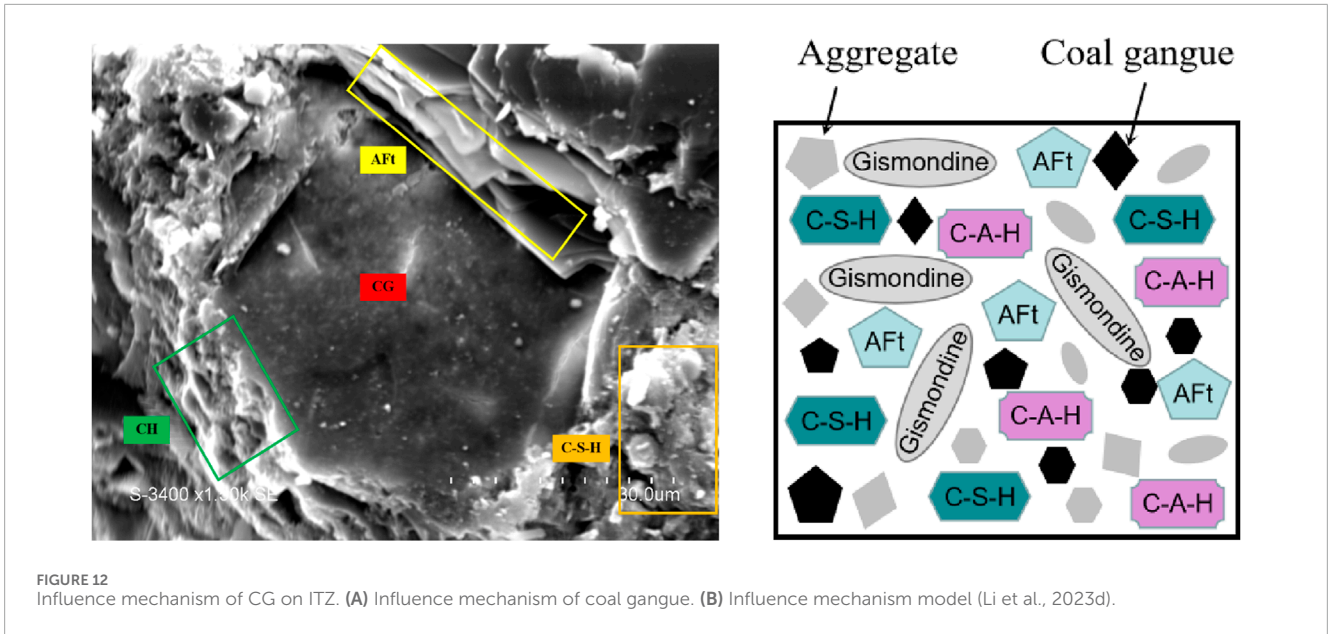 AFt
CG
CH
C-S-H
S-3400 x1.30k SE
30.0um
Aggregate
Coal gangue
Gismondine
AFt
C-S-H
C-A-H
C-S-H
Gismondine
C-A-H
AFt
AFt
Gismondine
Gismondine
AFt
C-S-H
C-A-H
C-S-H
C-A-H
FIGURE 12
Influence mechanism of CG on ITZ. (A) Influence mechanism of coal gangue. (B) Influence mechanism model (Li et al., 2023d).